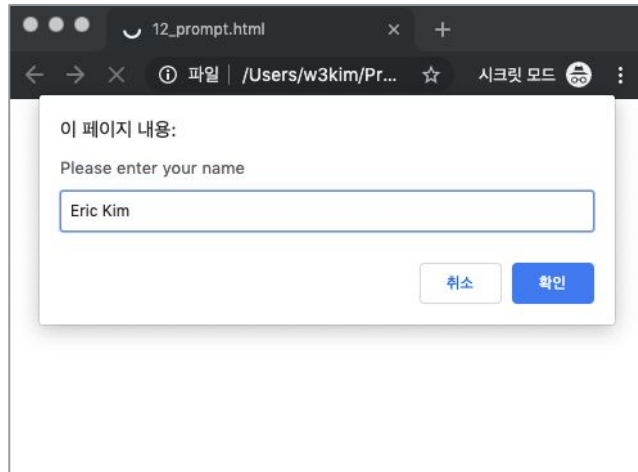 12_prompt.html
파일 /Users/w3kim/Pr... 시크릿 모드
이 페이지 내용:
Please enter your name
Eric Kim
취소 확인